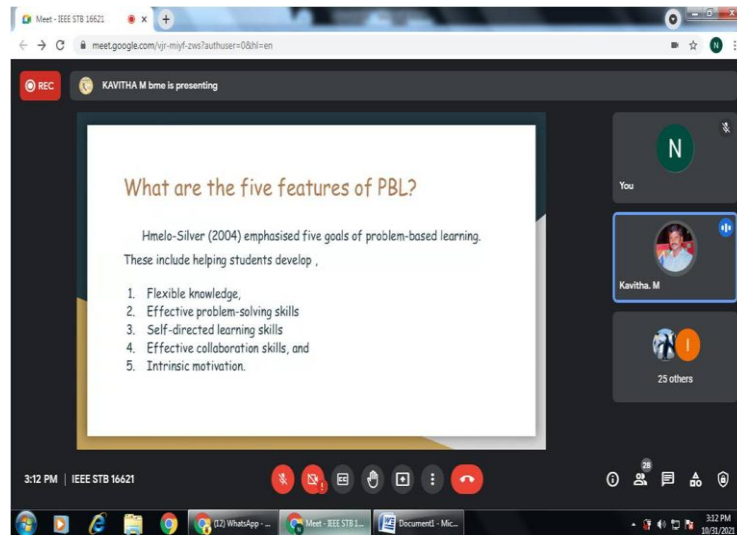 Meet - IEEE STB 16621
meet.google.com/vjr-miyf-zws?authuser=0&hl=en
N
REC
KAVITHA M bme is presenting
What are the five features of PBL?
Hmelo-Silver (2004) emphasised five goals of problem-based learning.
These include helping students develop ,
1. Flexible knowledge,
2. Effective problem-solving skills
3. Self-directed learning skills
4. Effective collaboration skills, and
5. Intrinsic motivation.
N
You
Kavitha. M
I
25 others
3:12 PM | IEEE STB 16621
28
(12) WhatsApp - ...
Meet - IEEE STB 1...
Document1 - Mic...
3:12 PM
10/31/2021